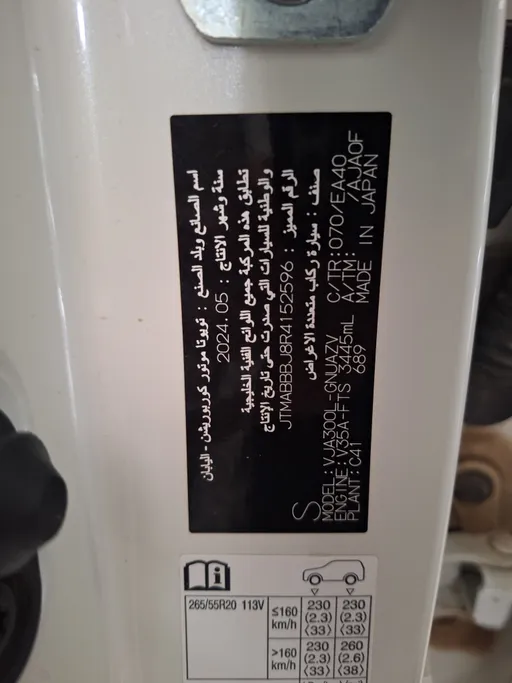 اسم الصانع وبلد الصنع : تويوتا موتور كوربوريشن - اليابان
سنة وشهر الانتاج : 2024.05
تطابق هذه المركبة جميع اللوائح الفنية الخليجية
والوطنية للسيارات التي صدرت حتى تاريخ الإنتاج
الرقم المميز : JTMABBBJ8R4152596
صنف : سيارة ركاب متعددة الاغراض
S
MODEL: VJA300L-GNUAZV C/TR: 070/EA40
ENGINE: V35A-FTS 3445mL A/TM: /AJA0F
PLANT: C41 689 MADE IN JAPAN
265/55R20 113V
≤160 km/h 230 (2.3) (33) 230 (2.3) (33)
>160 km/h 230 (2.3) (33) 260 (2.6) (38)